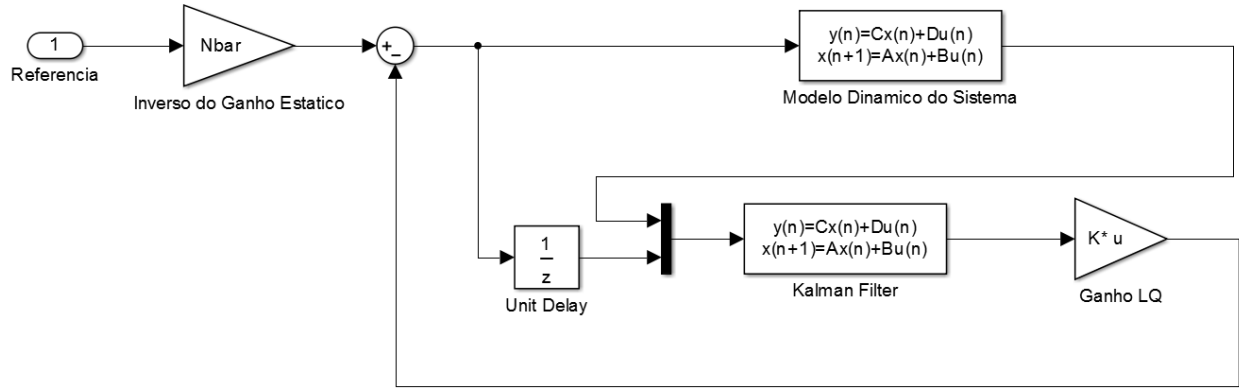 1
Referencia
Nbar
Inverso do Ganho Estatico
+
−
y(n)=Cx(n)+Du(n)
x(n+1)=Ax(n)+Bu(n)
Modelo Dinamico do Sistema
1
z
Unit Delay
y(n)=Cx(n)+Du(n)
x(n+1)=Ax(n)+Bu(n)
Kalman Filter
K* u
Ganho LQ